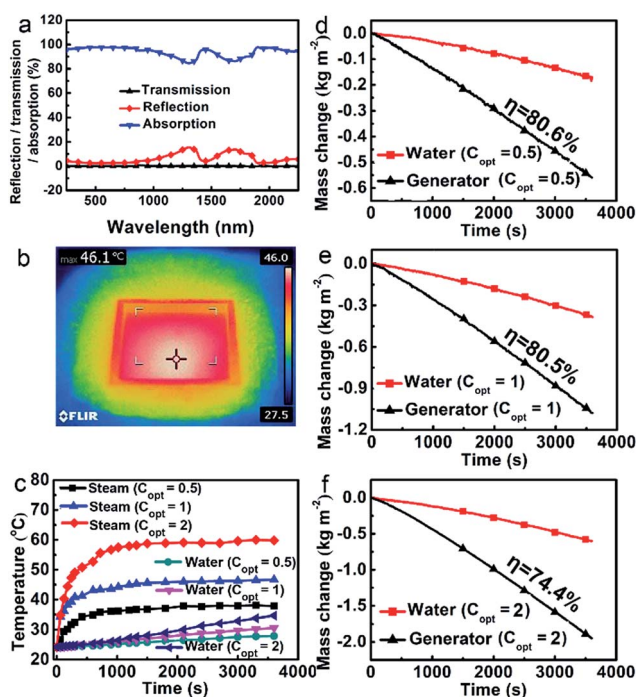 a
120
100
80
60
40
20
0
-20
Reflection / transmission
/ absorption (%)
Transmission
Reflection
Absorption
500 1000 1500 2000
Wavelength (nm)
b
max 46.1 °C
46.0
27.5
FLIR
c
80
70
60
50
40
30
20
Temperature (°C)
Steam (Copt = 0.5)
Steam (Copt = 1)
Steam (Copt = 2)
Water (Copt = 0.5)
Water (Copt = 1)
Water (Copt = 2)
0 1000 2000 3000 4000
Time (s)
d
0.0
-0.1
-0.2
-0.3
-0.4
-0.5
-0.6
Mass change (kg m-2)
η=80.6%
Water (Copt = 0.5)
Generator (Copt = 0.5)
0 1000 2000 3000 4000
Time (s)
e
0.0
-0.3
-0.6
-0.9
-1.2
Mass change (kg m-2)
η=80.5%
Water (Copt = 1)
Generator (Copt = 1)
0 1000 2000 3000 4000
Time (s)
f
0.0
-0.5
-1.0
-1.5
-2.0
Mass change (kg m-2)
η=74.4%
Water (Copt = 2)
Generator (Copt = 2)
0 1000 2000 3000 4000
Time (s)